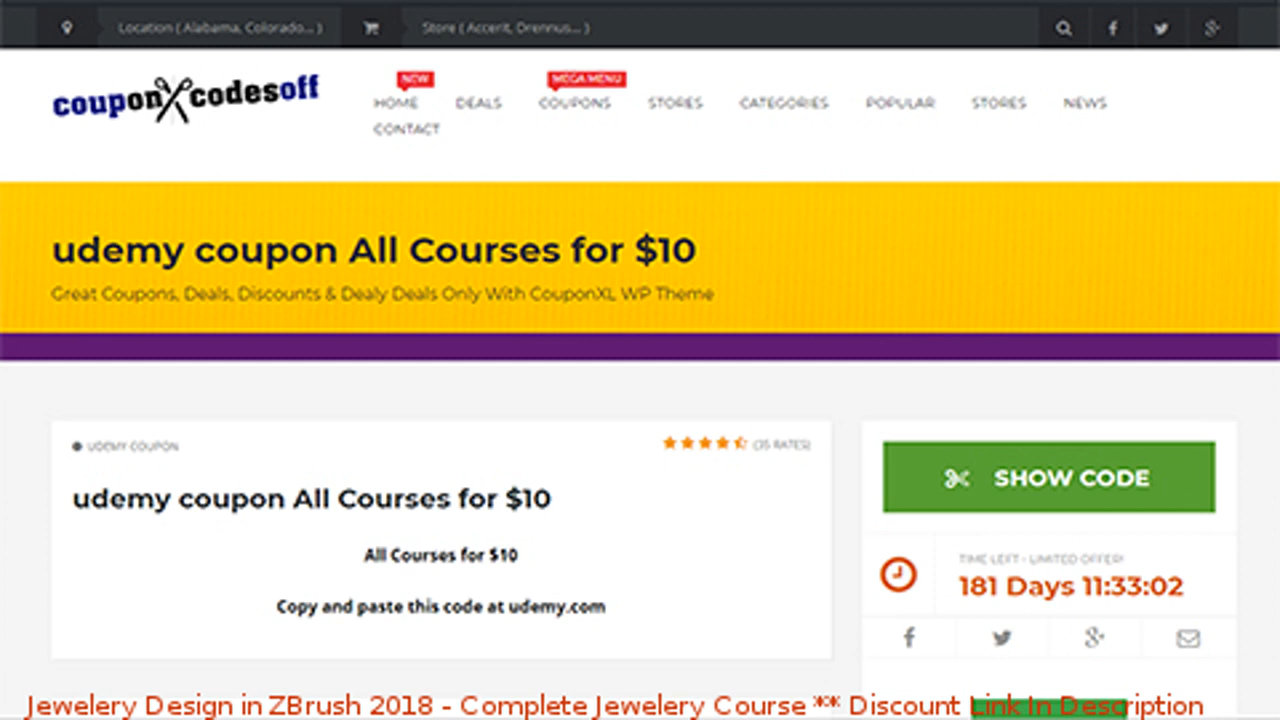 Location ( Alabama, Colorado... )
Store ( Accerit, Drennus... )
couponXcodesoff
NEW
MEGA MENU
HOME DEALS COUPONS STORES CATEGORIES POPULAR STORES NEWS
CONTACT
udemy coupon All Courses for $10
Great Coupons, Deals, Discounts & Dealy Deals Only With CouponXL WP Theme
UDEMY COUPON
(35 RATES)
udemy coupon All Courses for $10
All Courses for $10
Copy and paste this code at udemy.com
SHOW CODE
TIME LEFT - LIMITED OFFER!
181 Days 11:33:02
Jewelery Design in ZBrush 2018 - Complete Jewelery Course ** Discount Link In Description